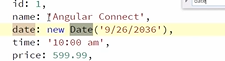 id: 1,
name: 'Angular Connect',
date: new Date('9/26/2036'),
time: '10:00 am',
price: 599.99,